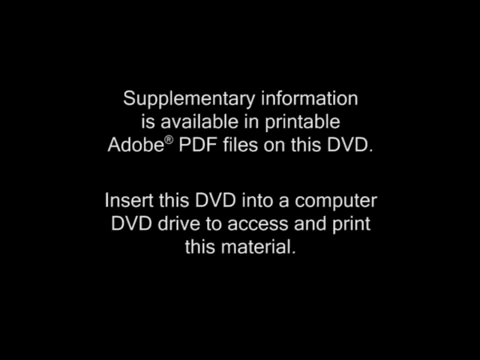 Supplementary information
is available in printable
Adobe® PDF files on this DVD.
Insert this DVD into a computer
DVD drive to access and print
this material.